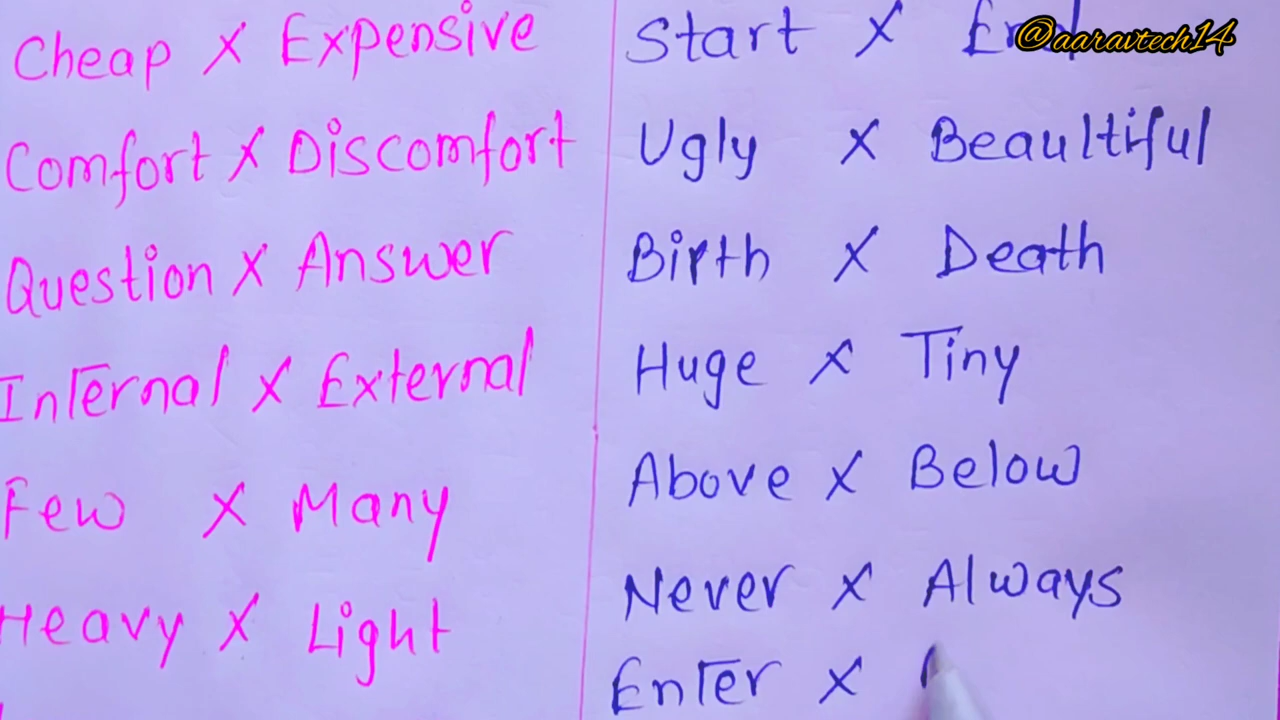 Cheap X Expensive
Comfort X Discomfort
Question X Answer
Internal X External
Few X Many
Heavy X Light
Start X End
@aaravtech14
Ugly X Beaultiful
Birth X Death
Huge X Tiny
Above X Below
Never X Always
Enter X